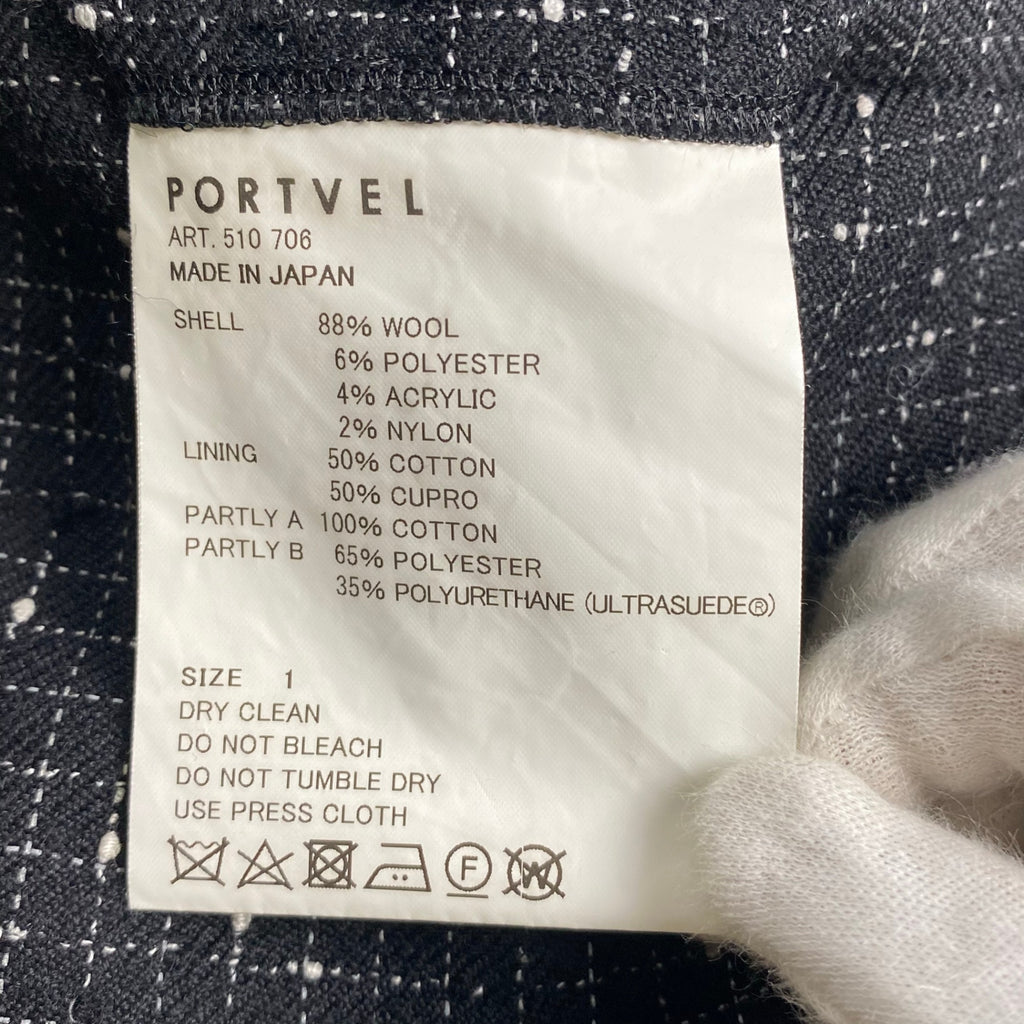 PORTVEL
ART. 510 706
MADE IN JAPAN
SHELL 88% WOOL
6% POLYESTER
4% ACRYLIC
2% NYLON
LINING 50% COTTON
50% CUPRO
PARTLY A 100% COTTON
PARTLY B 65% POLYESTER
35% POLYURETHANE (ULTRASUEDE®)
SIZE 1
DRY CLEAN
DO NOT BLEACH
DO NOT TUMBLE DRY
USE PRESS CLOTH
F W